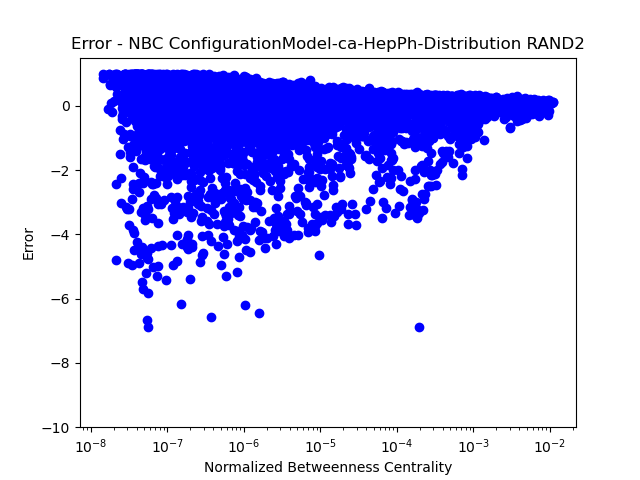 Error - NBC ConfigurationModel-ca-HepPh-Distribution RAND2
0
−2
−4
−6
−8
−10
Error
10⁻⁸ 10⁻⁷ 10⁻⁶ 10⁻⁵ 10⁻⁴ 10⁻³ 10⁻²
Normalized Betweenness Centrality